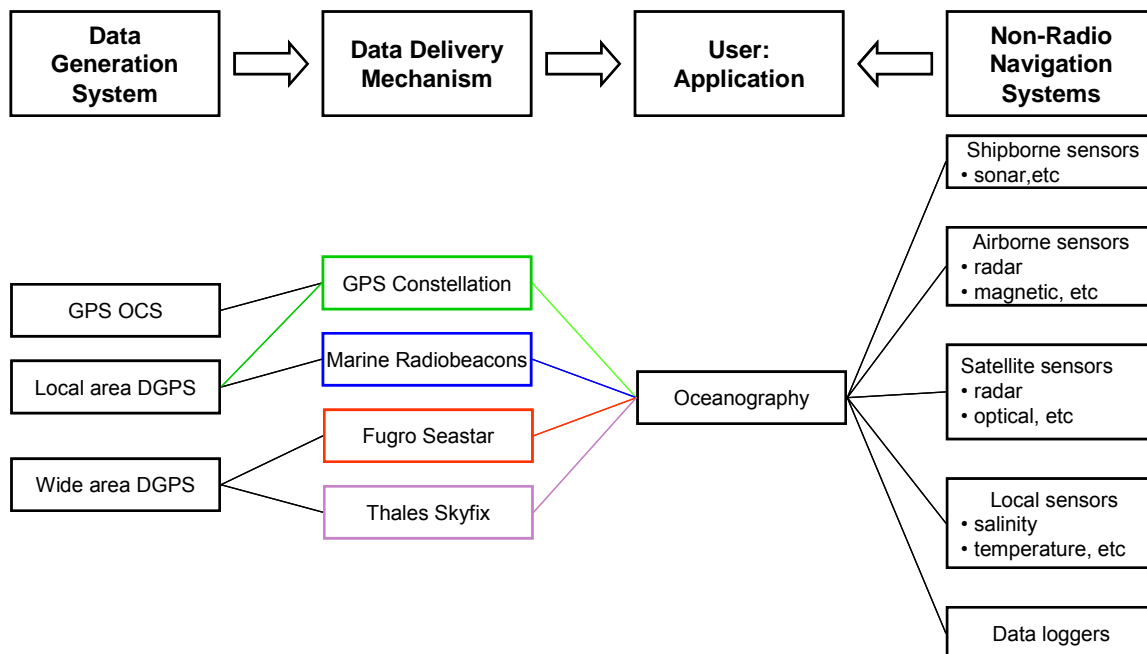 Data
Generation
System
Data Delivery
Mechanism
User:
Application
Non-Radio
Navigation
Systems
GPS OCS
Local area DGPS
Wide area DGPS
GPS Constellation
Marine Radiobeacons
Fugro Seastar
Thales Skyfix
Oceanography
Shipborne sensors
• sonar,etc
Airborne sensors
• radar
• magnetic, etc
Satellite sensors
• radar
• optical, etc
Local sensors
• salinity
• temperature, etc
Data loggers